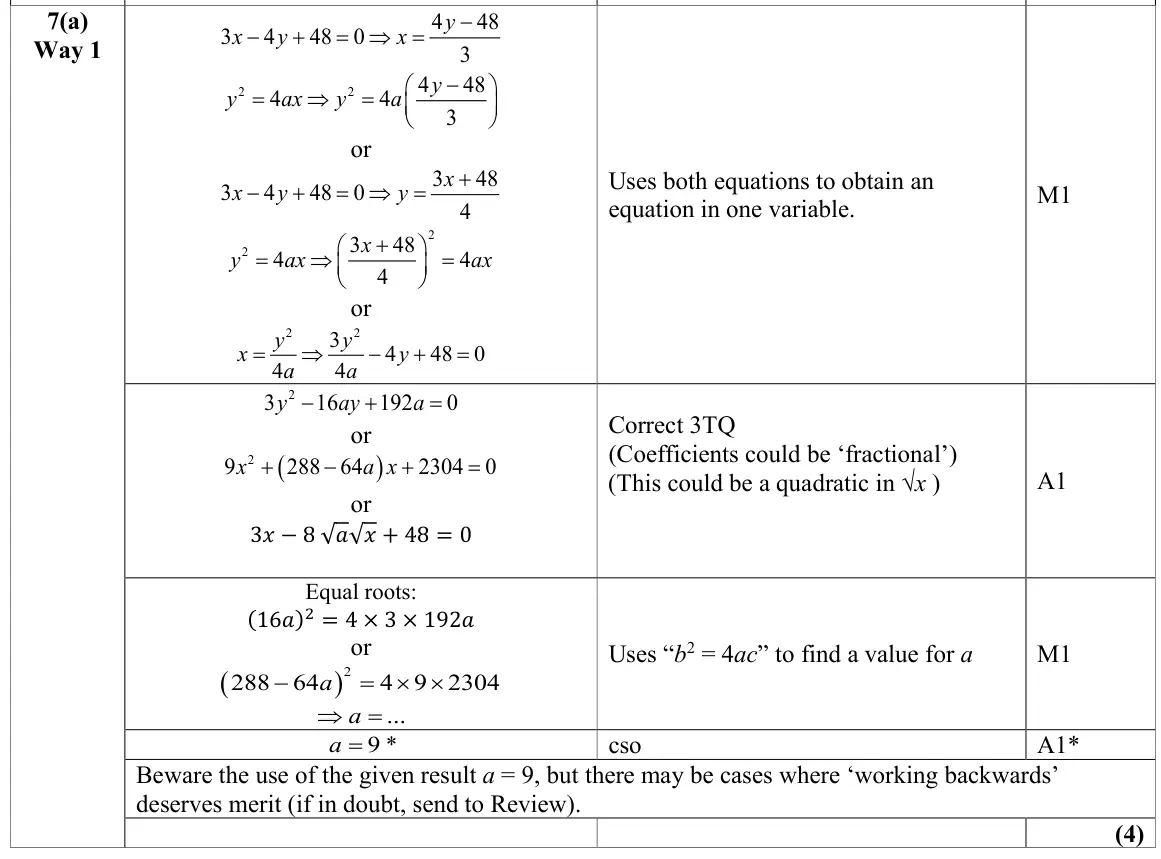 7(a)
Way 1
3x − 4y + 48 = 0 ⇒ x = (4y − 48)/3
y² = 4ax ⇒ y² = 4a((4y − 48)/3)
or
3x − 4y + 48 = 0 ⇒ y = (3x + 48)/4
y² = 4ax ⇒ ((3x + 48)/4)² = 4ax
or
x = y²/4a ⇒ 3y²/4a − 4y + 48 = 0
Uses both equations to obtain an
equation in one variable.
M1
3y² − 16ay + 192a = 0
or
9x² + (288 − 64a)x + 2304 = 0
or
3x − 8√a√x + 48 = 0
Correct 3TQ
(Coefficients could be ‘fractional’)
(This could be a quadratic in √x )
A1
Equal roots:
(16a)² = 4 × 3 × 192a
or
(288 − 64a)² = 4 × 9 × 2304
⇒ a = ...
Uses “b² = 4ac” to find a value for a
M1
a = 9 *
cso
A1*
Beware the use of the given result a = 9, but there may be cases where ‘working backwards’
deserves merit (if in doubt, send to Review).
(4)